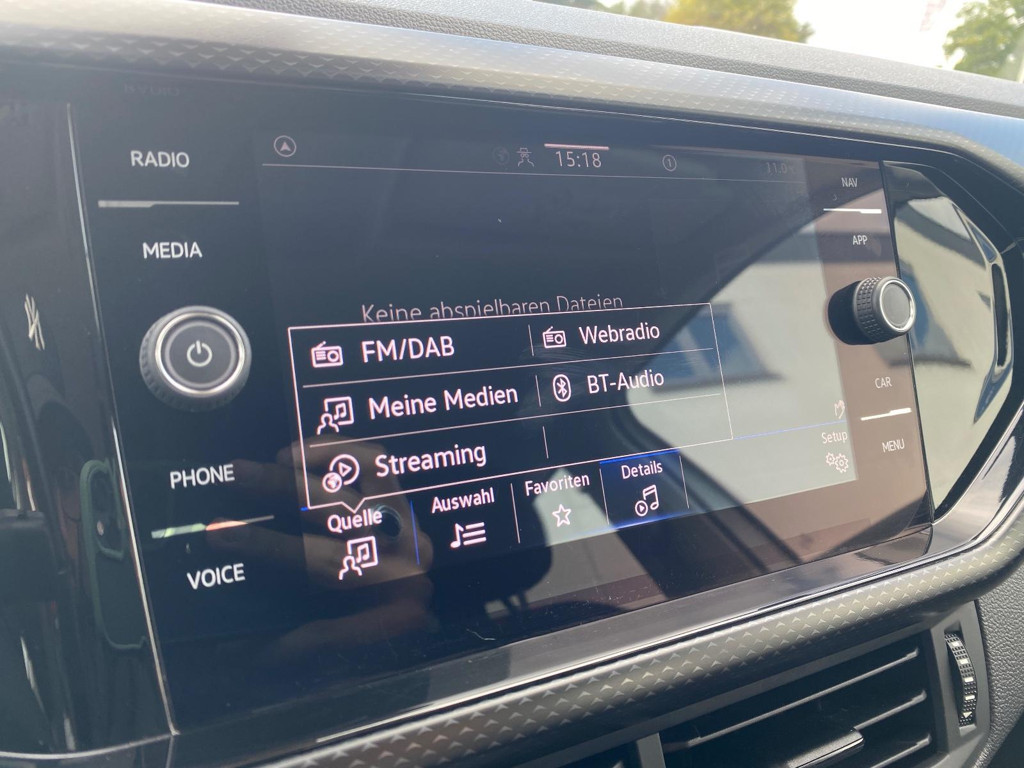 RADIO
MEDIA
PHONE
VOICE
15:18
1
Keine abspielbaren Dateien
FM/DAB
Webradio
Meine Medien
BT-Audio
Streaming
Quelle
Auswahl
Favoriten
Details
Setup
NAV
APP
CAR
MENU